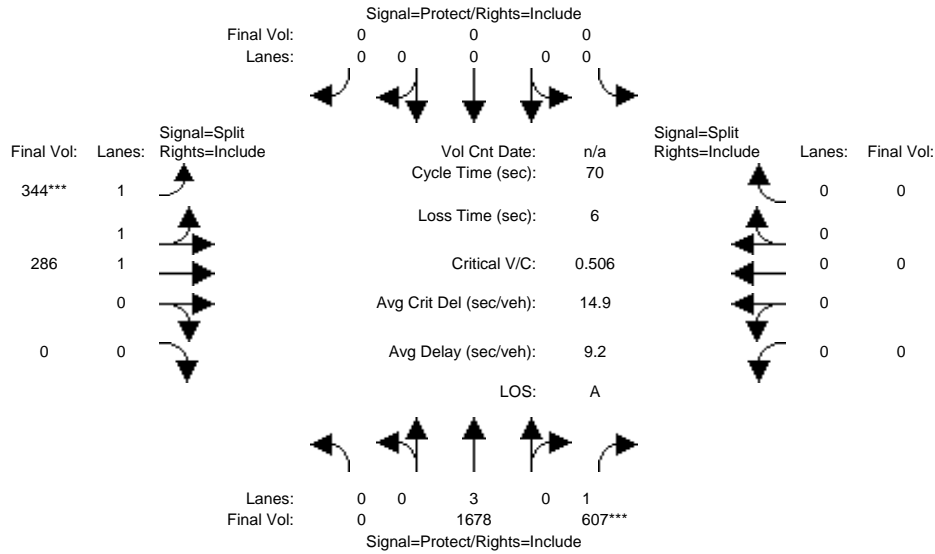 Signal=Protect/Rights=Include
Final Vol: 0 0 0
Lanes: 0 0 0 0 0
Signal=Split Signal=Split
Final Vol: Lanes: Rights=Include Vol Cnt Date: n/a Rights=Include Lanes: Final Vol:
Cycle Time (sec): 70
344*** 1 0 0
Loss Time (sec): 6
1 0
286 1 Critical V/C: 0.506 0 0
0 Avg Crit Del (sec/veh): 14.9 0
0 0 Avg Delay (sec/veh): 9.2 0 0
LOS: A
Lanes: 0 0 3 0 1
Final Vol: 0 1678 607***
Signal=Protect/Rights=Include